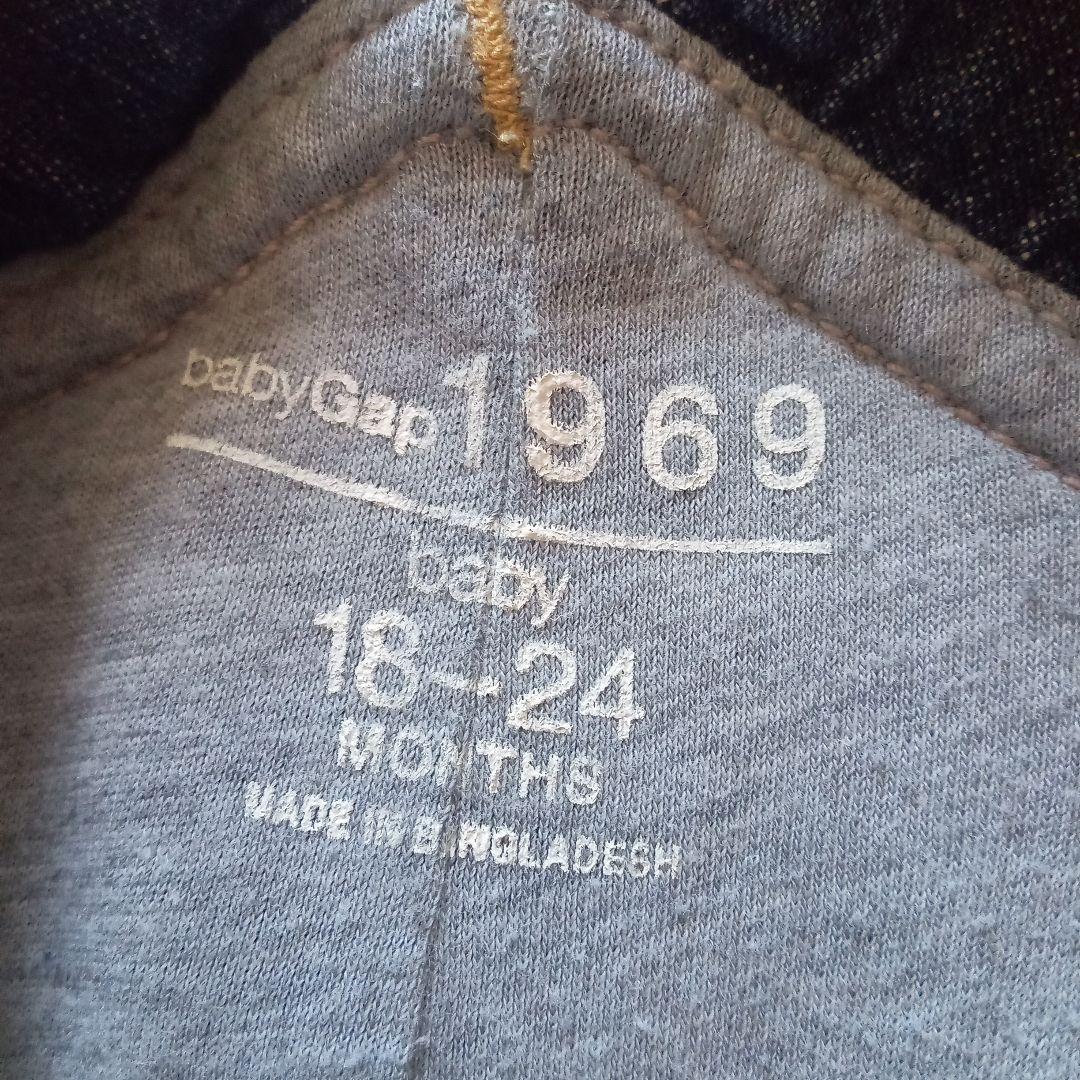 babyGap 1969
baby
18-24
MONTHS
MADE IN BANGLADESH